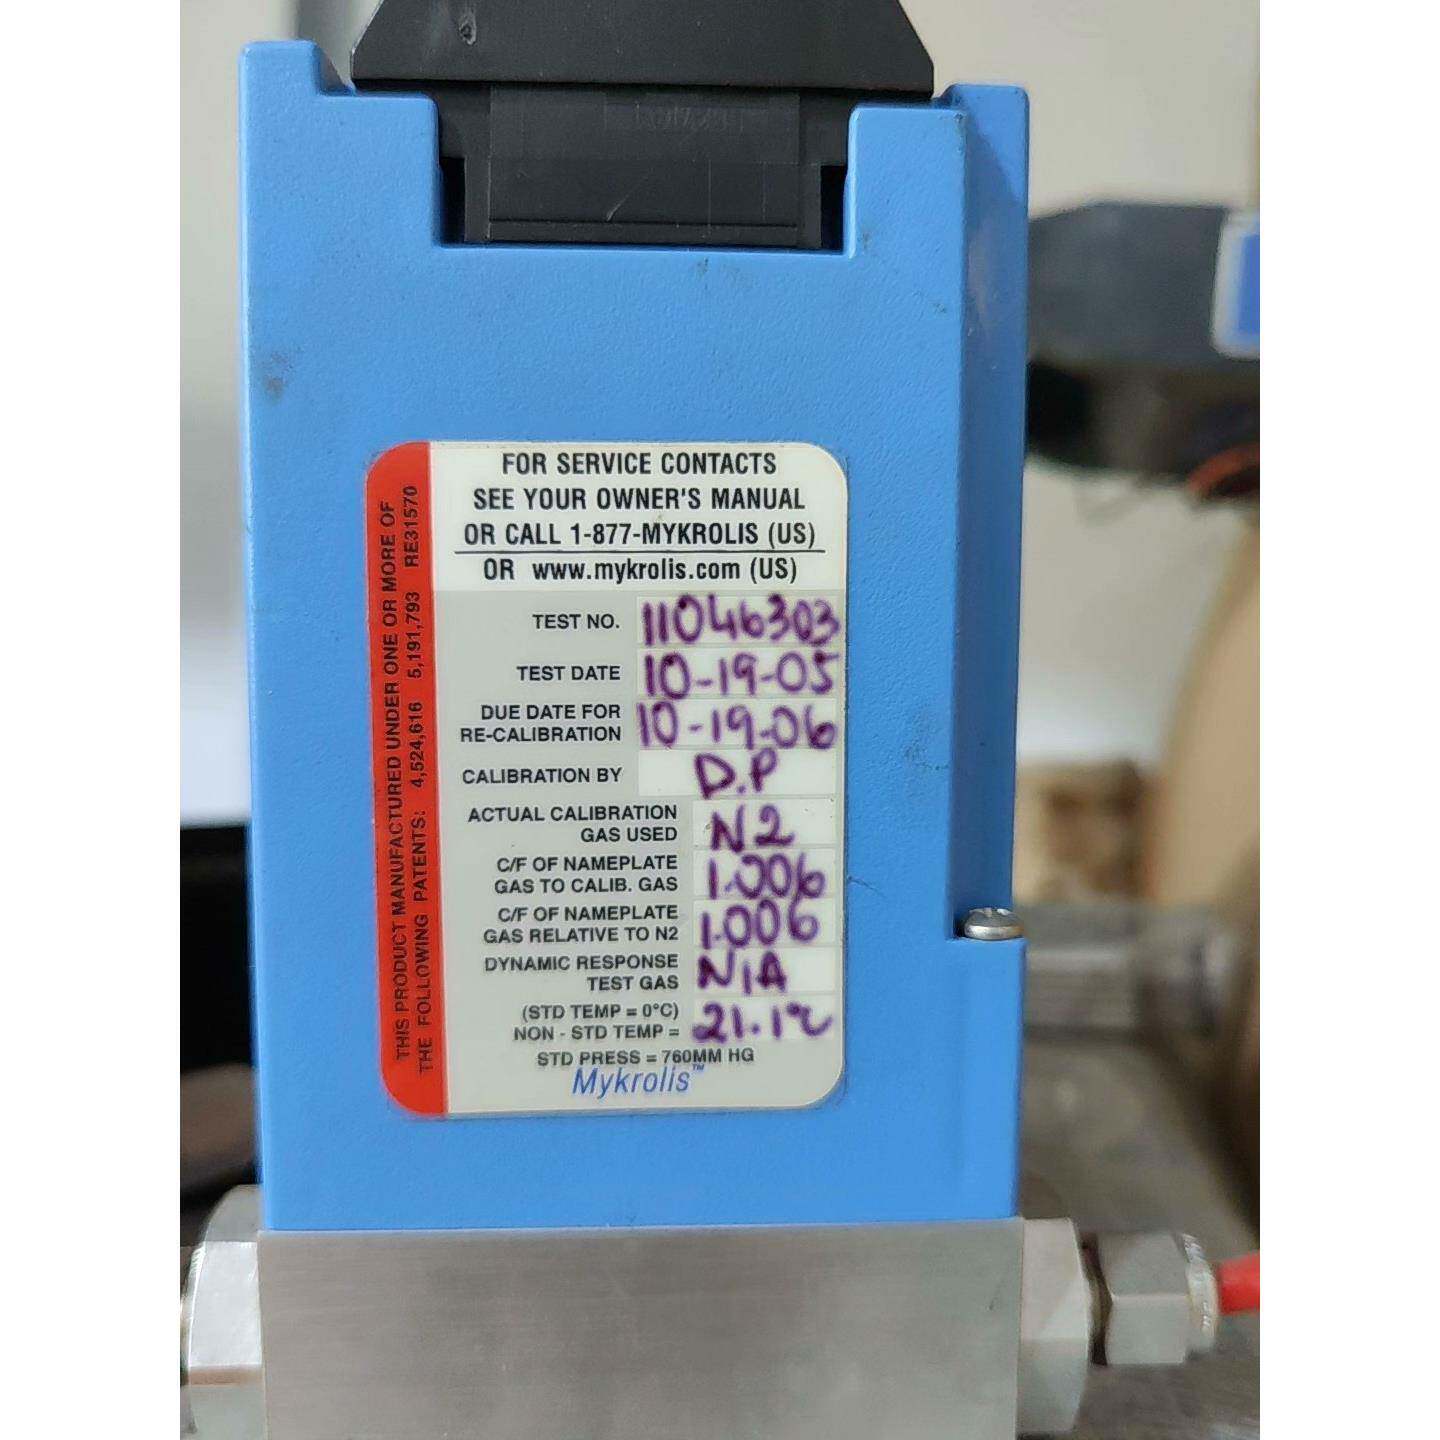 FOR SERVICE CONTACTS
SEE YOUR OWNER'S MANUAL
OR CALL 1-877-MYKROLIS (US)
OR www.mykrolis.com (US)
THIS PRODUCT MANUFACTURED UNDER ONE OR MORE OF
THE FOLLOWING PATENTS: 4,524,616 5,191,793 RE31570
TEST NO. 11046303
TEST DATE 10-19-05
DUE DATE FOR
RE-CALIBRATION 10-19-06
CALIBRATION BY D.P
ACTUAL CALIBRATION
GAS USED N2
C/F OF NAMEPLATE
GAS TO CALIB. GAS 1.006
C/F OF NAMEPLATE
GAS RELATIVE TO N2 1.006
DYNAMIC RESPONSE
TEST GAS N/A
(STD TEMP = 0°C)
NON - STD TEMP = 21.1°C
STD PRESS = 760MM HG
Mykrolis™